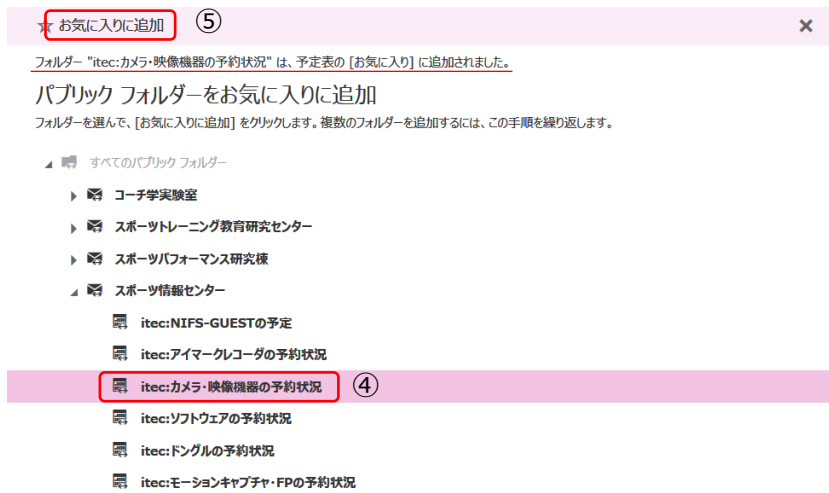 ☆ お気に入りに追加 ⑤
フォルダー "itec:カメラ・映像機器の予約状況" は、予定表の [お気に入り] に追加されました。
パブリック フォルダーをお気に入りに追加
フォルダーを選んで、[お気に入りに追加] をクリックします。複数のフォルダーを追加するには、この手順を繰り返します。
すべてのパブリック フォルダー
コーチ学実験室
スポーツトレーニング教育研究センター
スポーツパフォーマンス研究棟
スポーツ情報センター
itec:NIFS-GUESTの予定
itec:アイマークレコーダの予約状況
itec:カメラ・映像機器の予約状況 ④
itec:ソフトウェアの予約状況
itec:ドングルの予約状況
itec:モーションキャプチャ・FPの予約状況